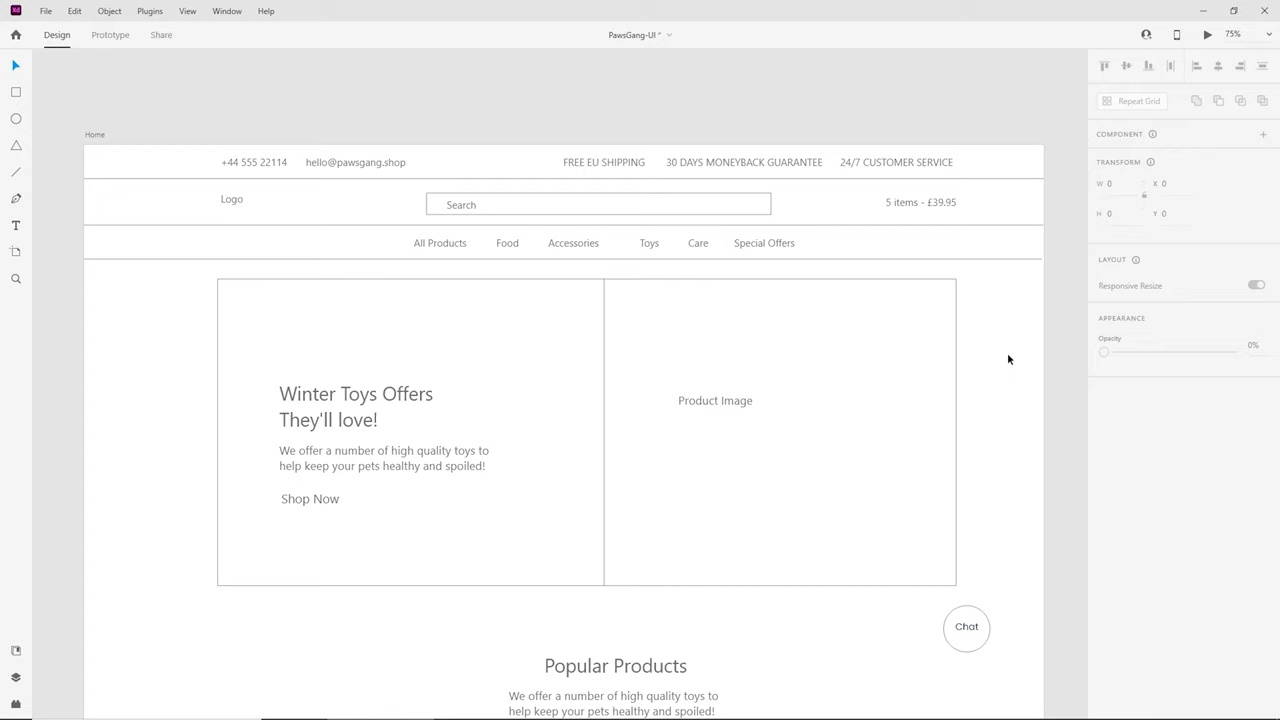 Xd File Edit Object Plugins View Window Help
Design Prototype Share PawsGang-UI * 75%
Repeat Grid
Home
COMPONENT
+44 555 22114 hello@pawsgang.shop FREE EU SHIPPING 30 DAYS MONEYBACK GUARANTEE 24/7 CUSTOMER SERVICE
TRANSFORM
W 0 X 0
Logo Search 5 items - £39.95
H 0 Y 0
All Products Food Accessories Toys Care Special Offers
LAYOUT
Responsive Resize
APPEARANCE
Opacity
0%
Winter Toys Offers
They'll love!
Product Image
We offer a number of high quality toys to
help keep your pets healthy and spoiled!
Shop Now
Chat
Popular Products
We offer a number of high quality toys to
help keep your pets healthy and spoiled!